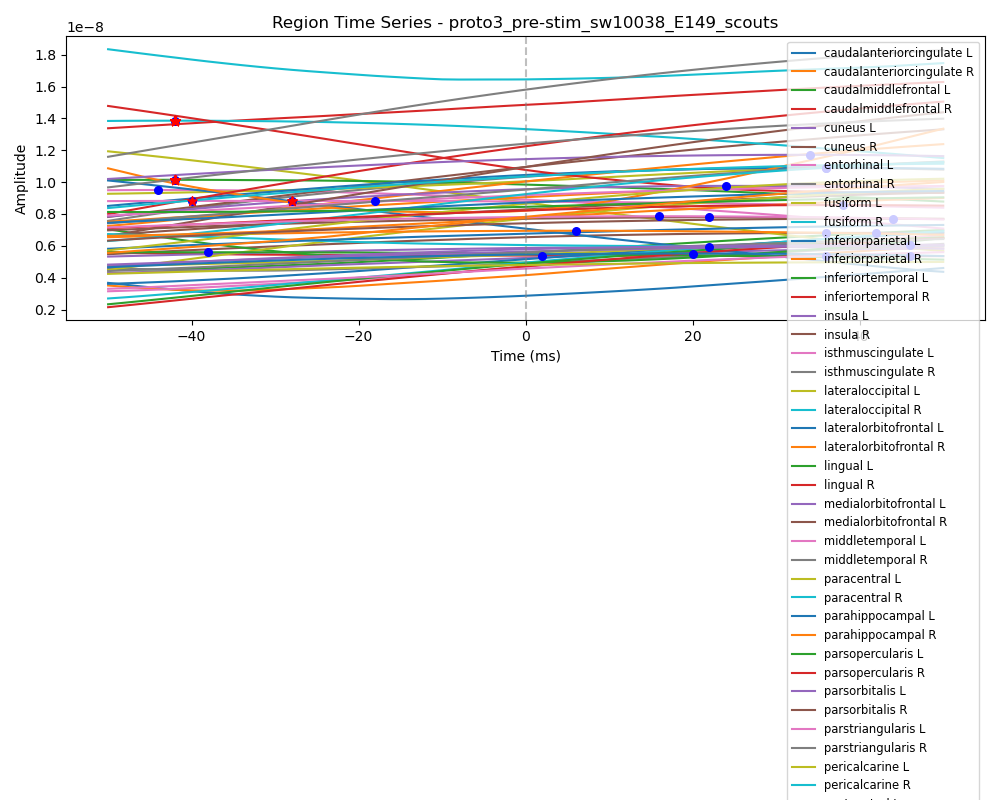 Region Time Series - proto3_pre-stim_sw10038_E149_scouts
1e−8
1.8
1.6
1.4
1.2
1.0
0.8
0.6
0.4
0.2
Amplitude
−40
−20
0
20
40
Time (ms)
caudalanteriorcingulate L
caudalanteriorcingulate R
caudalmiddlefrontal L
caudalmiddlefrontal R
cuneus L
cuneus R
entorhinal L
entorhinal R
fusiform L
fusiform R
inferiorparietal L
inferiorparietal R
inferiortemporal L
inferiortemporal R
insula L
insula R
isthmuscingulate L
isthmuscingulate R
lateraloccipital L
lateraloccipital R
lateralorbitofrontal L
lateralorbitofrontal R
lingual L
lingual R
medialorbitofrontal L
medialorbitofrontal R
middletemporal L
middletemporal R
paracentral L
paracentral R
parahippocampal L
parahippocampal R
parsopercularis L
parsopercularis R
parsorbitalis L
parsorbitalis R
parstriangularis L
parstriangularis R
pericalcarine L
pericalcarine R